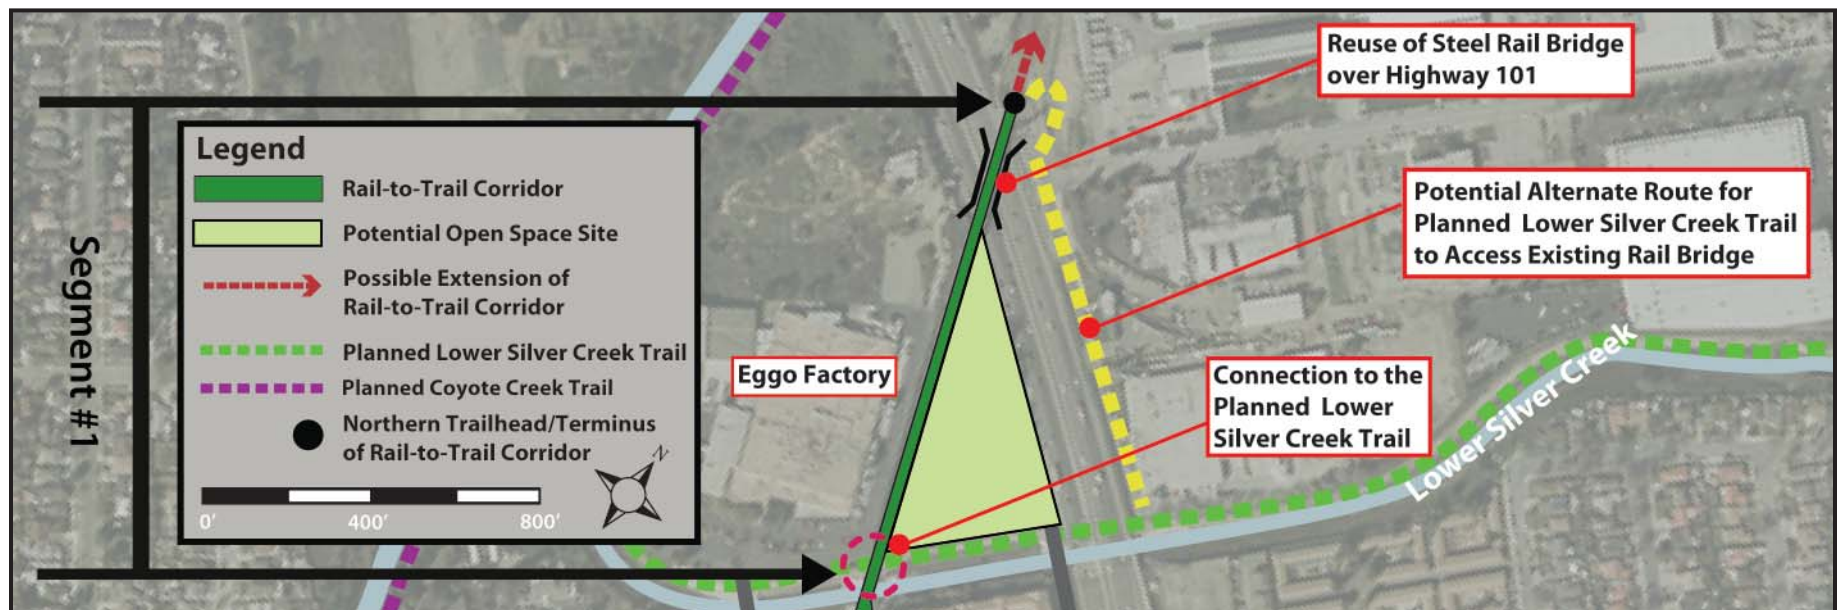 Segment #1
Legend
Rail-to-Trail Corridor
Potential Open Space Site
Possible Extension of
Rail-to-Trail Corridor
Planned Lower Silver Creek Trail
Planned Coyote Creek Trail
Northern Trailhead/Terminus
of Rail-to-Trail Corridor
N
0’ 400’ 800’
Reuse of Steel Rail Bridge
over Highway 101
Potential Alternate Route for
Planned Lower Silver Creek Trail
to Access Existing Rail Bridge
Eggo Factory
Connection to the
Planned Lower
Silver Creek Trail
Lower Silver Creek